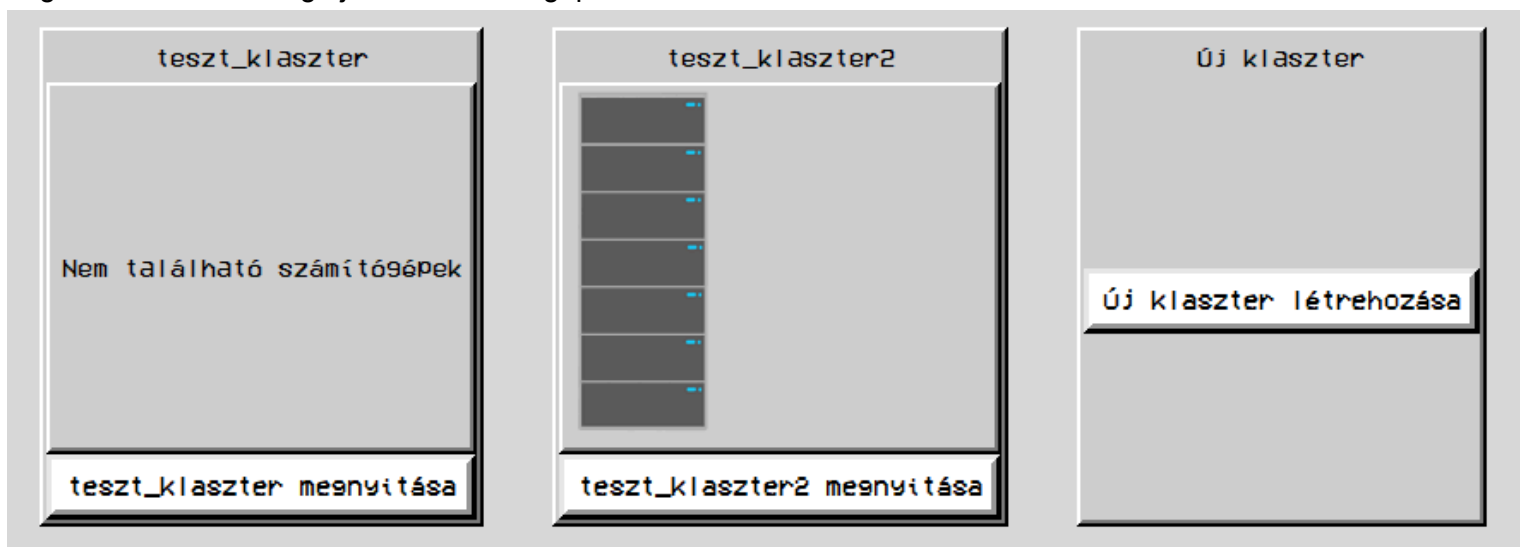 teszt_klaszter
Nem található számítógépek
teszt_klaszter megnyitása
teszt_klaszter2
teszt_klaszter2 megnyitása
Új klaszter
Új klaszter létrehozása